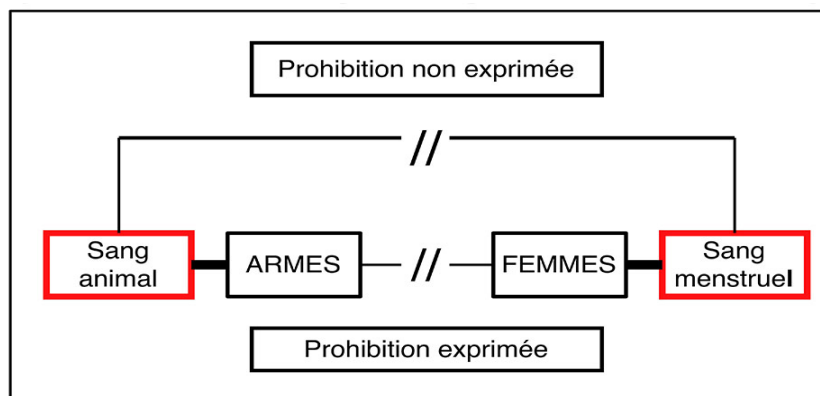 Prohibition non exprimée
//
Sang
animal
ARMES
//
FEMMES
Sang
menstruel
Prohibition exprimée